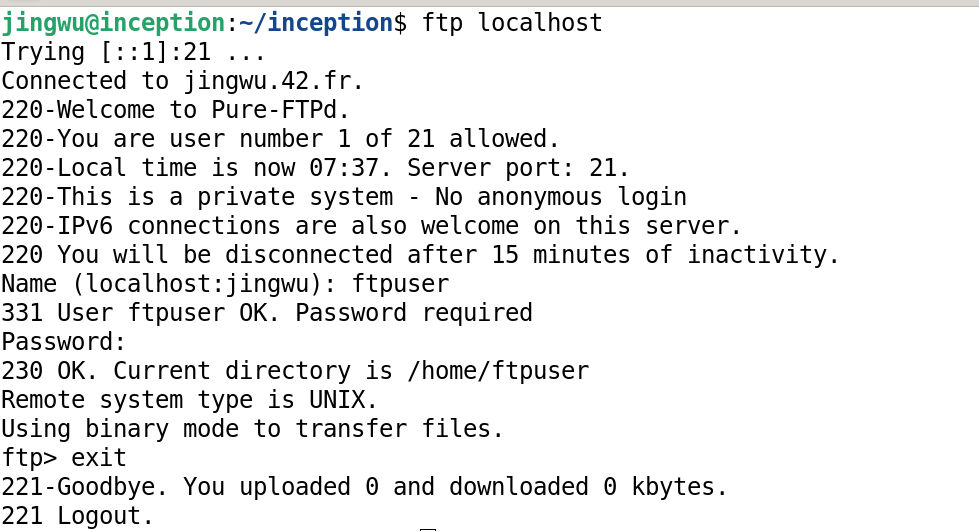 jingwu@inception:~/inception$ ftp localhost
Trying [::1]:21 ...
Connected to jingwu.42.fr.
220-Welcome to Pure-FTPd.
220-You are user number 1 of 21 allowed.
220-Local time is now 07:37. Server port: 21.
220-This is a private system - No anonymous login
220-IPv6 connections are also welcome on this server.
220 You will be disconnected after 15 minutes of inactivity.
Name (localhost:jingwu): ftpuser
331 User ftpuser OK. Password required
Password:
230 OK. Current directory is /home/ftpuser
Remote system type is UNIX.
Using binary mode to transfer files.
ftp> exit
221-Goodbye. You uploaded 0 and downloaded 0 kbytes.
221 Logout.